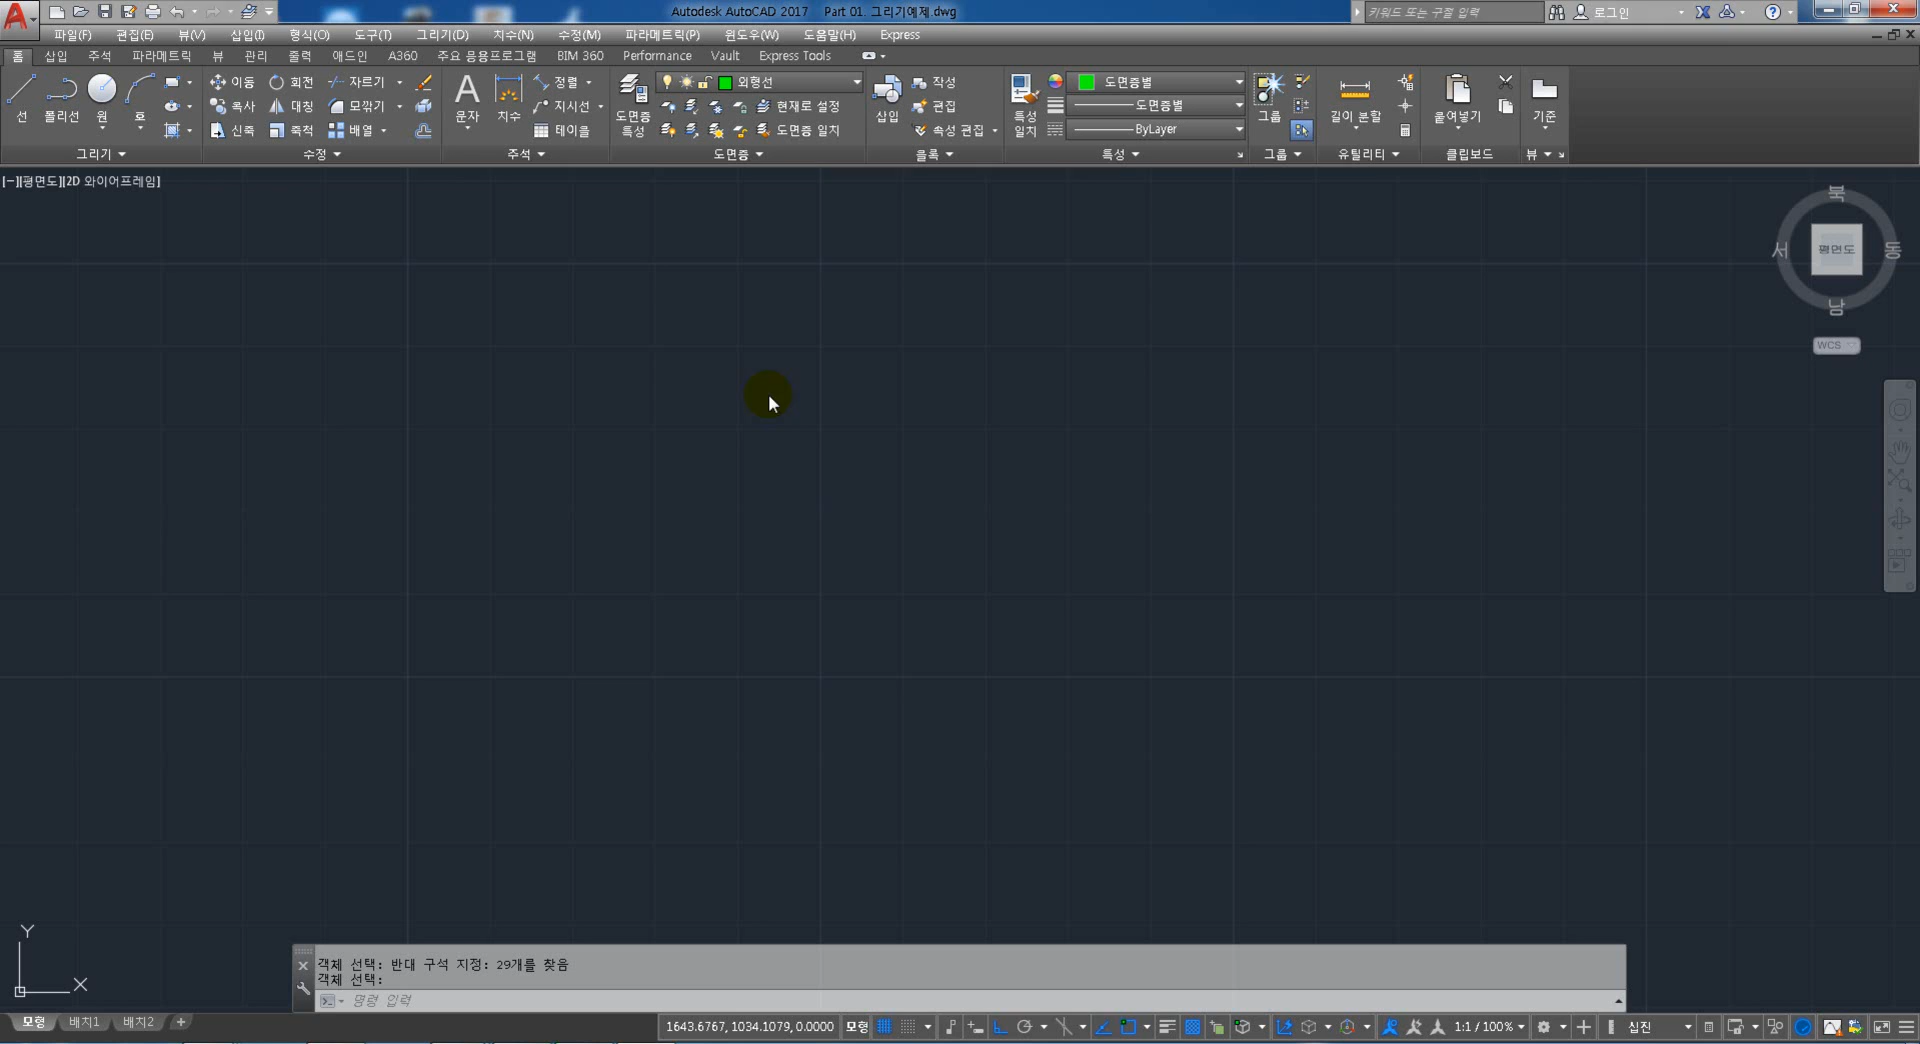 Autodesk AutoCAD 2017 Part 01. 그리기예제.dwg
키워드 또는 구절 입력
로그인
파일(F) 편집(E) 뷰(V) 삽입(I) 형식(O) 도구(T) 그리기(D) 치수(N) 수정(M) 파라메트릭(P) 윈도우(W) 도움말(H) Express
홈 삽입 주석 파라메트릭 뷰 관리 출력 애드인 A360 주요 응용프로그램 BIM 360 Performance Vault Express Tools
이동 회전 자르기 정렬 외형선 작성 도면층별
복사 대칭 모깎기 지시선 현재로 설정 편집 도면층별
선 폴리선 원 호 문자 치수 도면층 특성 삽입 특성 일치 그룹 길이 분할 붙여넣기 기준
신축 축척 배열 테이블 도면층 일치 속성 편집 ByLayer
그리기 수정 주석 도면층 블록 특성 그룹 유틸리티 클립보드 뷰
[−][평면도][2D 와이어프레임]
북
서 평면도 동
남
WCS
Y
X
객체 선택: 반대 구석 지정: 29개를 찾음
객체 선택:
명령 입력
모형 배치1 배치2 +
1643.6767, 1034.1079, 0.0000 모형 1:1 / 100% 십진